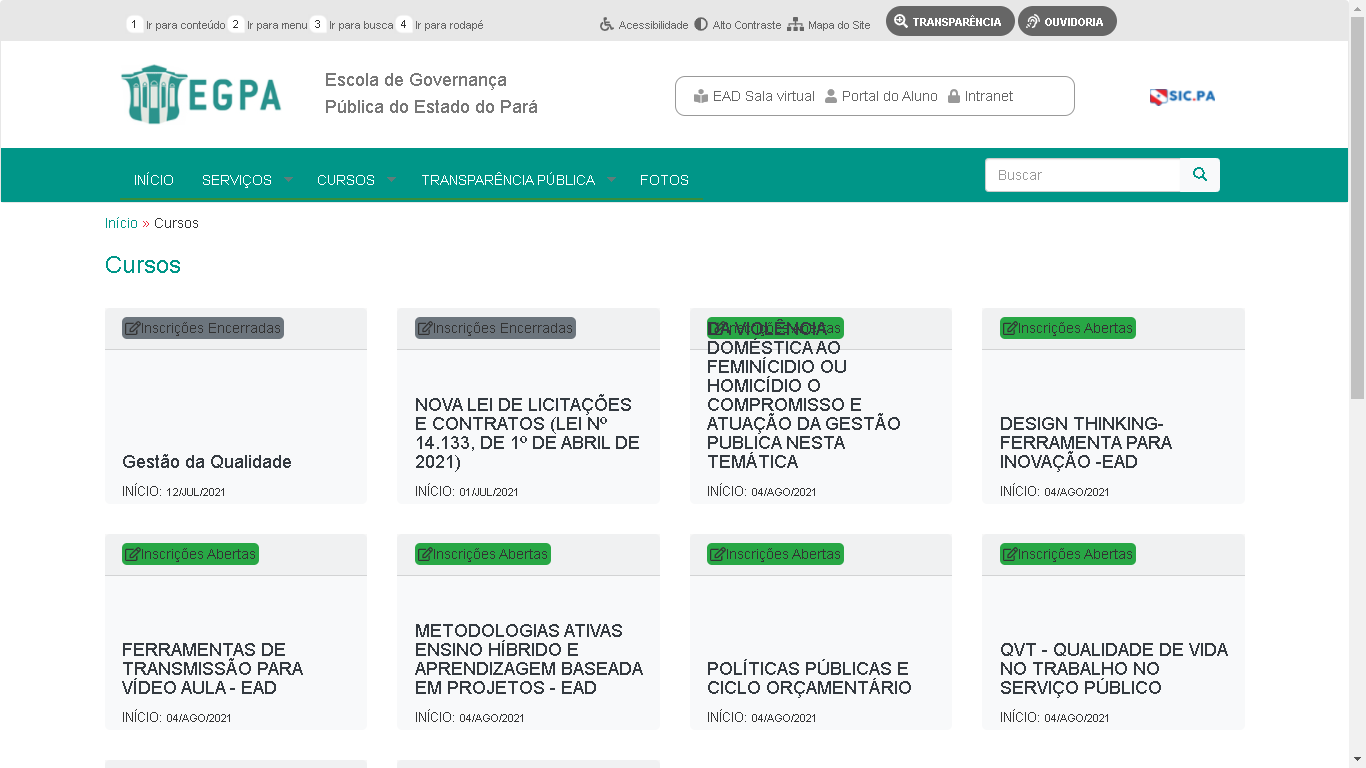 1 Ir para conteúdo 2 Ir para menu 3 Ir para busca 4 Ir para rodapé
Acessibilidade Alto Contraste Mapa do Site
TRANSPARÊNCIA OUVIDORIA
EGPA
Escola de Governança
Pública do Estado do Pará
EAD Sala virtual Portal do Aluno Intranet
SIC.PA
INÍCIO SERVIÇOS CURSOS TRANSPARÊNCIA PÚBLICA FOTOS
Buscar
Início » Cursos
Cursos
Inscrições Encerradas
Gestão da Qualidade
INÍCIO: 12/JUL/2021
Inscrições Encerradas
NOVA LEI DE LICITAÇÕES
E CONTRATOS (LEI Nº
14.133, DE 1º DE ABRIL DE
2021)
INÍCIO: 01/JUL/2021
DA VIOLÊNCIA
DOMÉSTICA AO
FEMINÍCIDIO OU
HOMICÍDIO O
COMPROMISSO E
ATUAÇÃO DA GESTÃO
PUBLICA NESTA
TEMÁTICA
INÍCIO: 04/AGO/2021
Inscrições Abertas
DESIGN THINKING-
FERRAMENTA PARA
INOVAÇÃO -EAD
INÍCIO: 04/AGO/2021
Inscrições Abertas
FERRAMENTAS DE
TRANSMISSÃO PARA
VÍDEO AULA - EAD
INÍCIO: 04/AGO/2021
Inscrições Abertas
METODOLOGIAS ATIVAS
ENSINO HÍBRIDO E
APRENDIZAGEM BASEADA
EM PROJETOS - EAD
INÍCIO: 04/AGO/2021
Inscrições Abertas
POLÍTICAS PÚBLICAS E
CICLO ORÇAMENTÁRIO
INÍCIO: 04/AGO/2021
Inscrições Abertas
QVT - QUALIDADE DE VIDA
NO TRABALHO NO
SERVIÇO PÚBLICO
INÍCIO: 04/AGO/2021